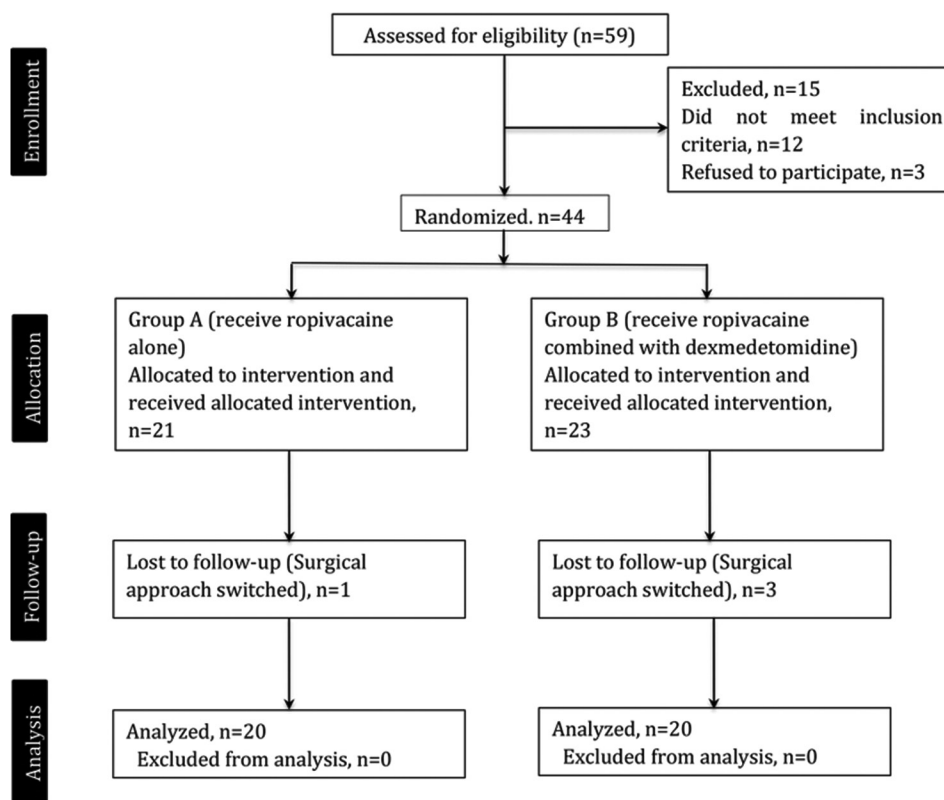 Assessed for eligibility (n=59)
Enrollment
Excluded, n=15
Did not meet inclusion
criteria, n=12
Refused to participate, n=3
Randomized. n=44
Allocation
Group A (receive ropivacaine
alone)
Allocated to intervention and
received allocated intervention,
n=21
Group B (receive ropivacaine
combined with dexmedetomidine)
Allocated to intervention and
received allocated intervention,
n=23
Follow-up
Lost to follow-up (Surgical
approach switched), n=1
Lost to follow-up (Surgical
approach switched), n=3
Analysis
Analyzed, n=20
Excluded from analysis, n=0
Analyzed, n=20
Excluded from analysis, n=0